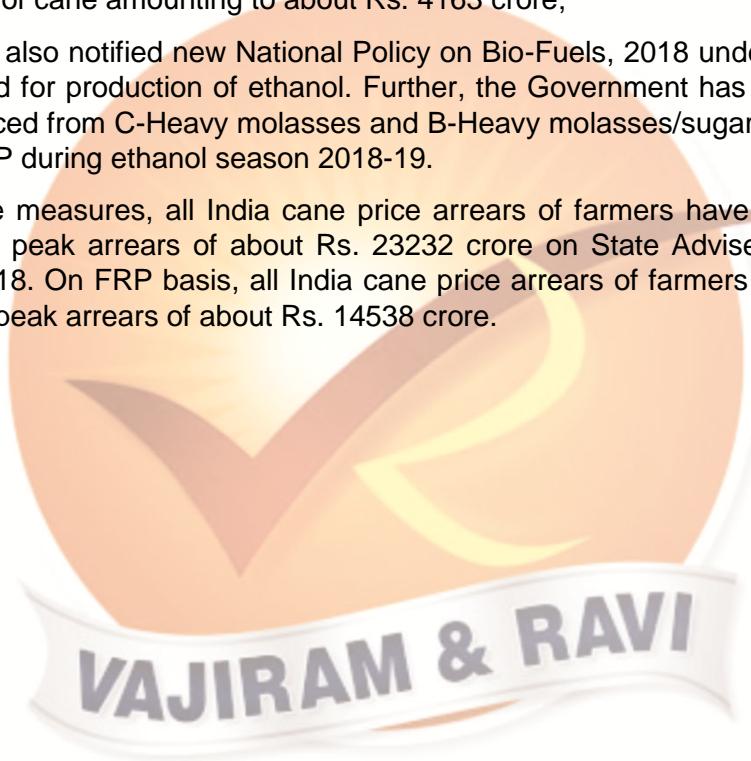 or cane amounting to about Rs. 4163 crore;
also notified new National Policy on Bio-Fuels, 2018 unde
d for production of ethanol. Further, the Government has
ced from C-Heavy molasses and B-Heavy molasses/sugar
P during ethanol season 2018-19.
e measures, all India cane price arrears of farmers have
peak arrears of about Rs. 23232 crore on State Advise
18. On FRP basis, all India cane price arrears of farmers
peak arrears of about Rs. 14538 crore.
VAJIRAM & RAVI